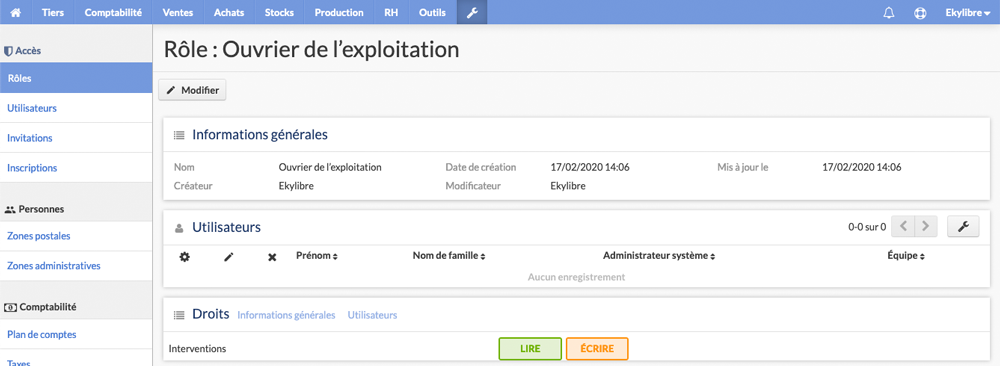 Tiers Comptabilité Ventes Achats Stocks Production RH Outils Ekylibre
Accès
Rôles
Utilisateurs
Invitations
Inscriptions
Personnes
Zones postales
Zones administratives
Comptabilité
Plan de comptes
Taxes
Rôle : Ouvrier de l’exploitation
Modifier
Informations générales
Nom Ouvrier de l’exploitation Date de création 17/02/2020 14:06 Mis à jour le 17/02/2020 14:06
Créateur Ekylibre Modificateur Ekylibre
Utilisateurs 0-0 sur 0
Prénom Nom de famille Administrateur système Équipe
Aucun enregistrement
Droits Informations générales Utilisateurs
Interventions LIRE ÉCRIRE